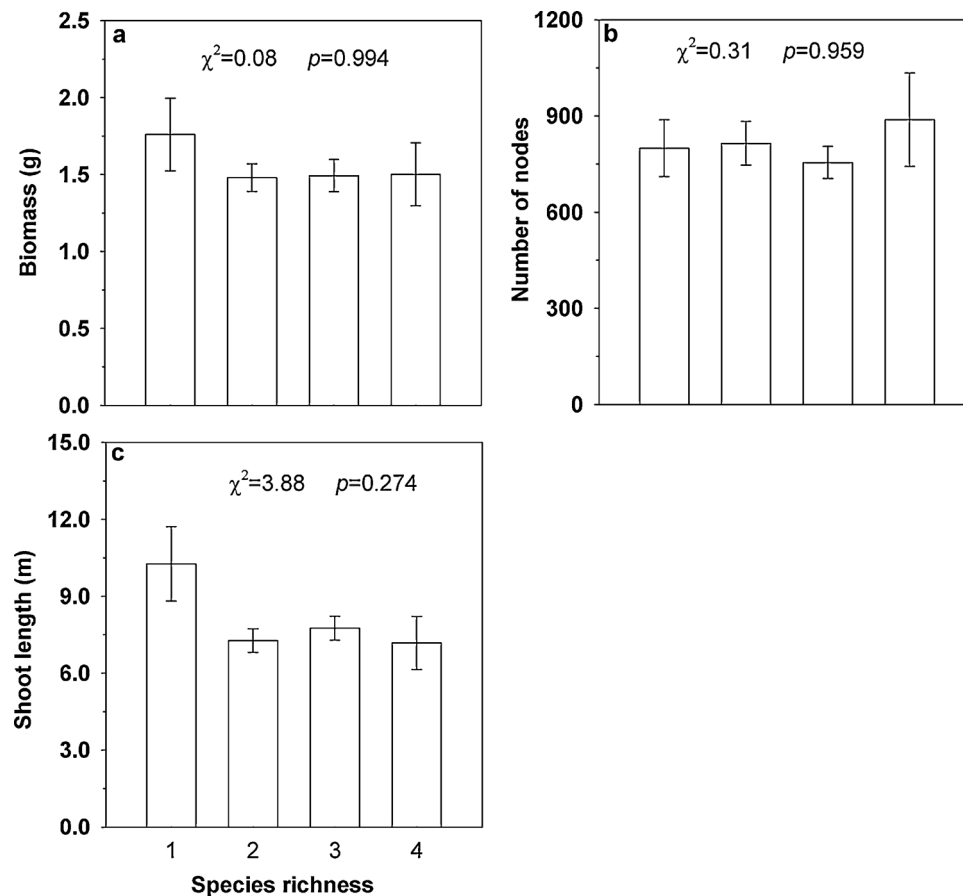 a
χ²=0.08 p=0.994
2.5
2.0
1.5
1.0
0.5
0.0
Biomass (g)
b
χ²=0.31 p=0.959
1200
900
600
300
0
Number of nodes
c
χ²=3.88 p=0.274
15.0
12.0
9.0
6.0
3.0
0.0
Shoot length (m)
1 2 3 4
Species richness